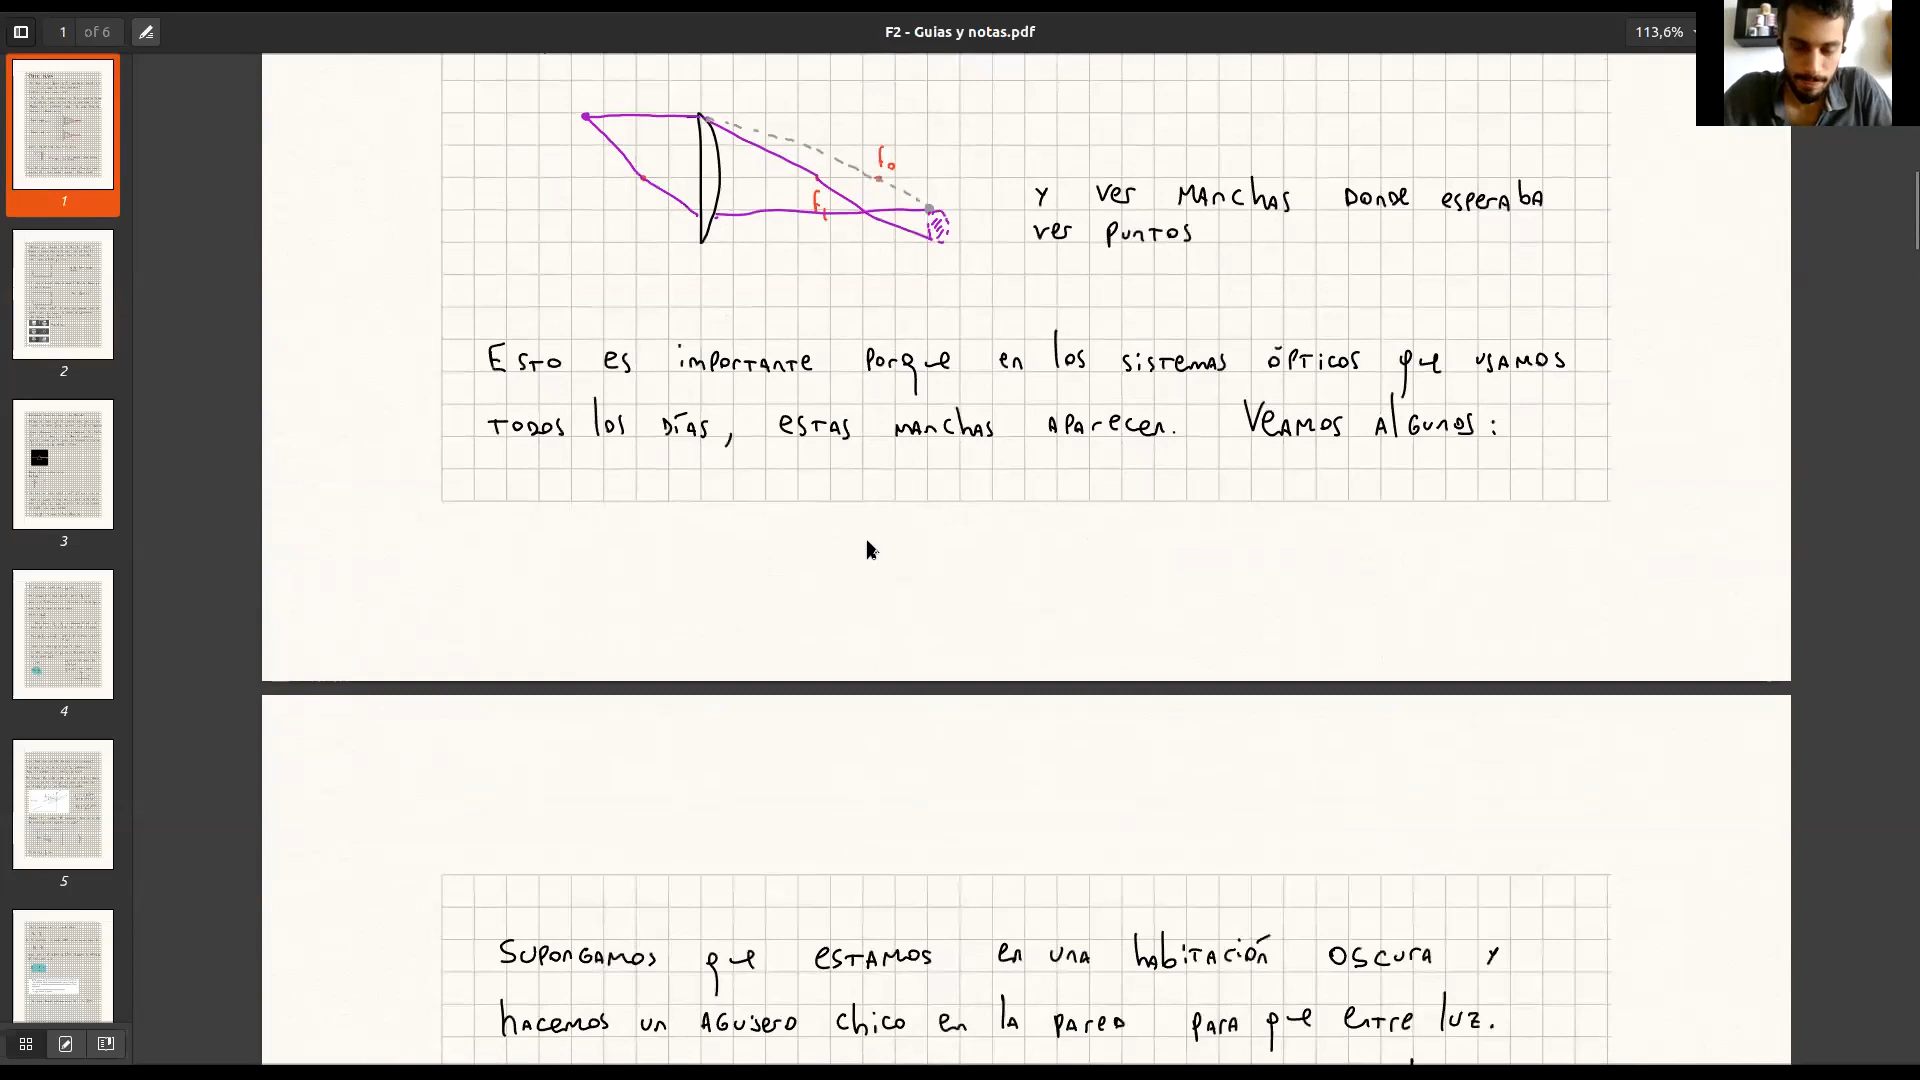 1 of 6
F2 - Guias y notas.pdf
113,6%
f₀
f₁
y ver manchas donde esperaba
ver puntos
Esto es importante porque en los sistemas ópticos que usamos
todos los días, estas manchas aparecen. Veamos algunos:
Supongamos que estamos en una habitación oscura y
hacemos un agujero chico en la pared para que entre luz.
1
2
3
4
5